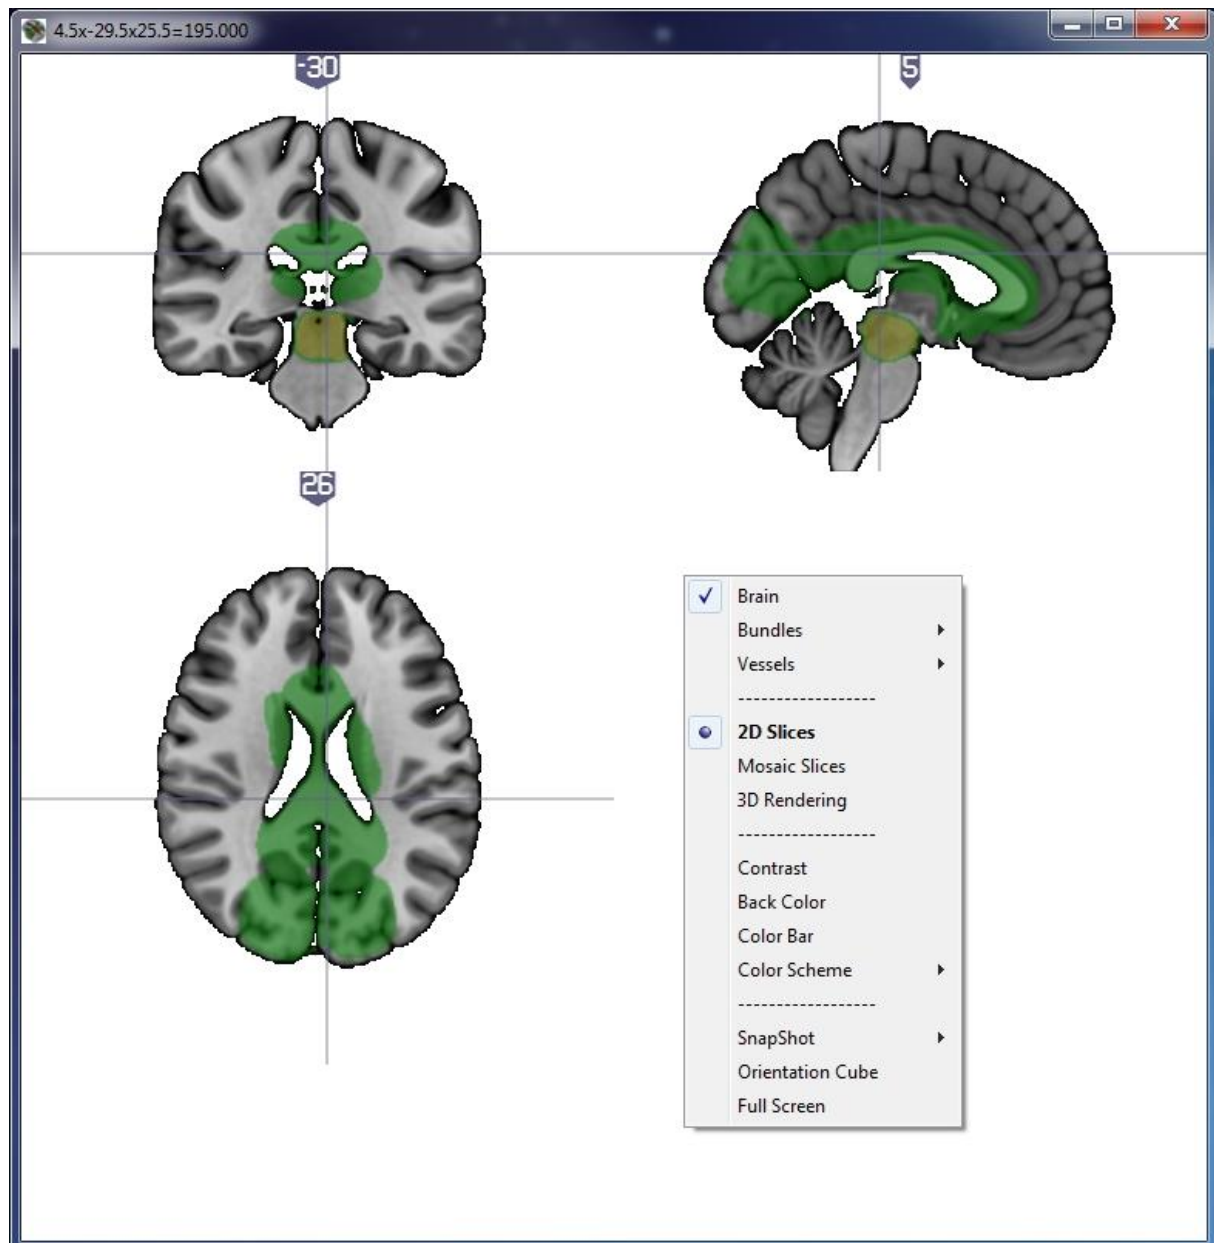 4.5x-29.5x25.5=195.000
-30
5
26
Brain
Bundles
Vessels
------------------
2D Slices
Mosaic Slices
3D Rendering
------------------
Contrast
Back Color
Color Bar
Color Scheme
------------------
SnapShot
Orientation Cube
Full Screen